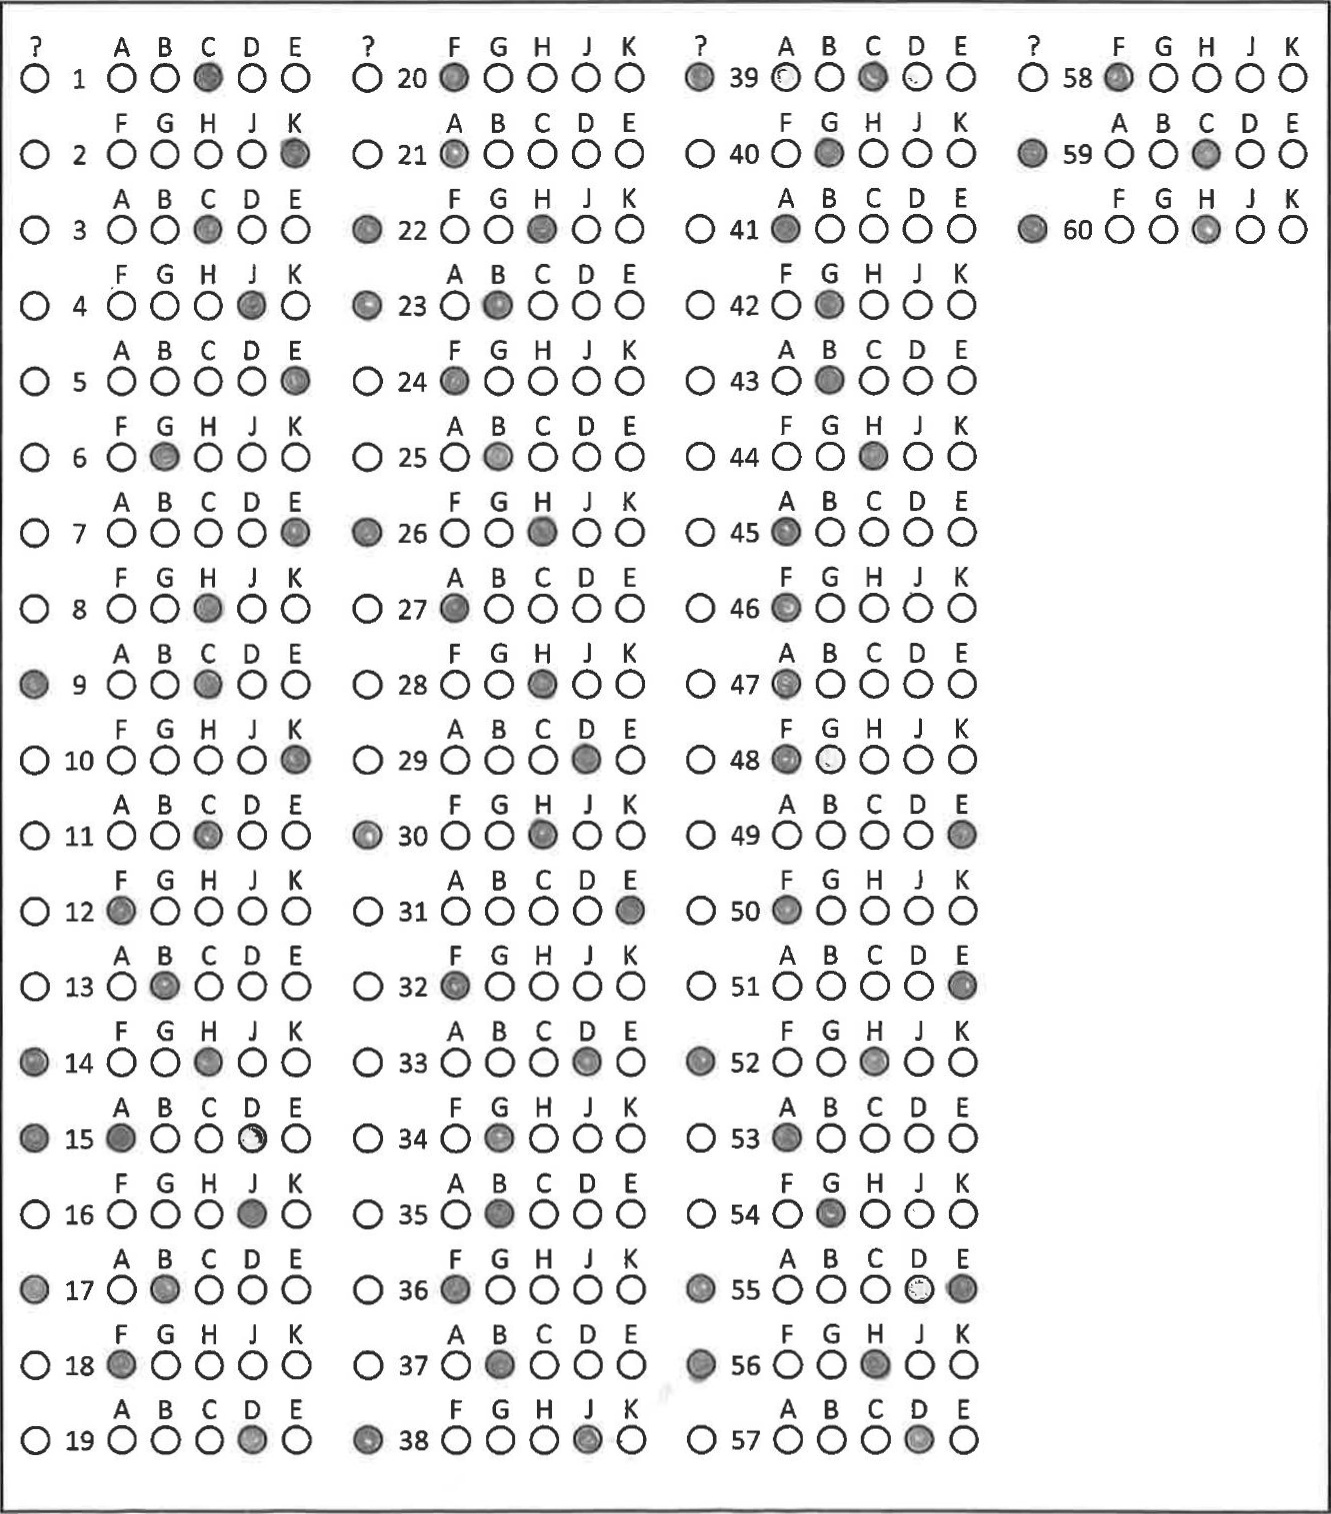 ? A B C D E
1
F G H J K
2
A B C D E
3
F G H J K
4
A B C D E
5
F G H J K
6
A B C D E
7
F G H J K
8
A B C D E
9
F G H J K
10
A B C D E
11
F G H J K
12
A B C D E
13
F G H J K
14
A B C D E
15
F G H J K
16
A B C D E
17
F G H J K
18
A B C D E
19
? F G H J K
20
A B C D E
21
F G H J K
22
A B C D E
23
F G H J K
24
A B C D E
25
F G H J K
26
A B C D E
27
F G H J K
28
A B C D E
29
F G H J K
30
A B C D E
31
F G H J K
32
A B C D E
33
F G H J K
34
A B C D E
35
F G H J K
36
A B C D E
37
F G H J K
38
? A B C D E
39
F G H J K
40
A B C D E
41
F G H J K
42
A B C D E
43
F G H J K
44
A B C D E
45
F G H J K
46
A B C D E
47
F G H J K
48
A B C D E
49
F G H J K
50
A B C D E
51
F G H J K
52
A B C D E
53
F G H J K
54
A B C D E
55
F G H J K
56
A B C D E
57
? F G H J K
58
A B C D E
59
F G H J K
60